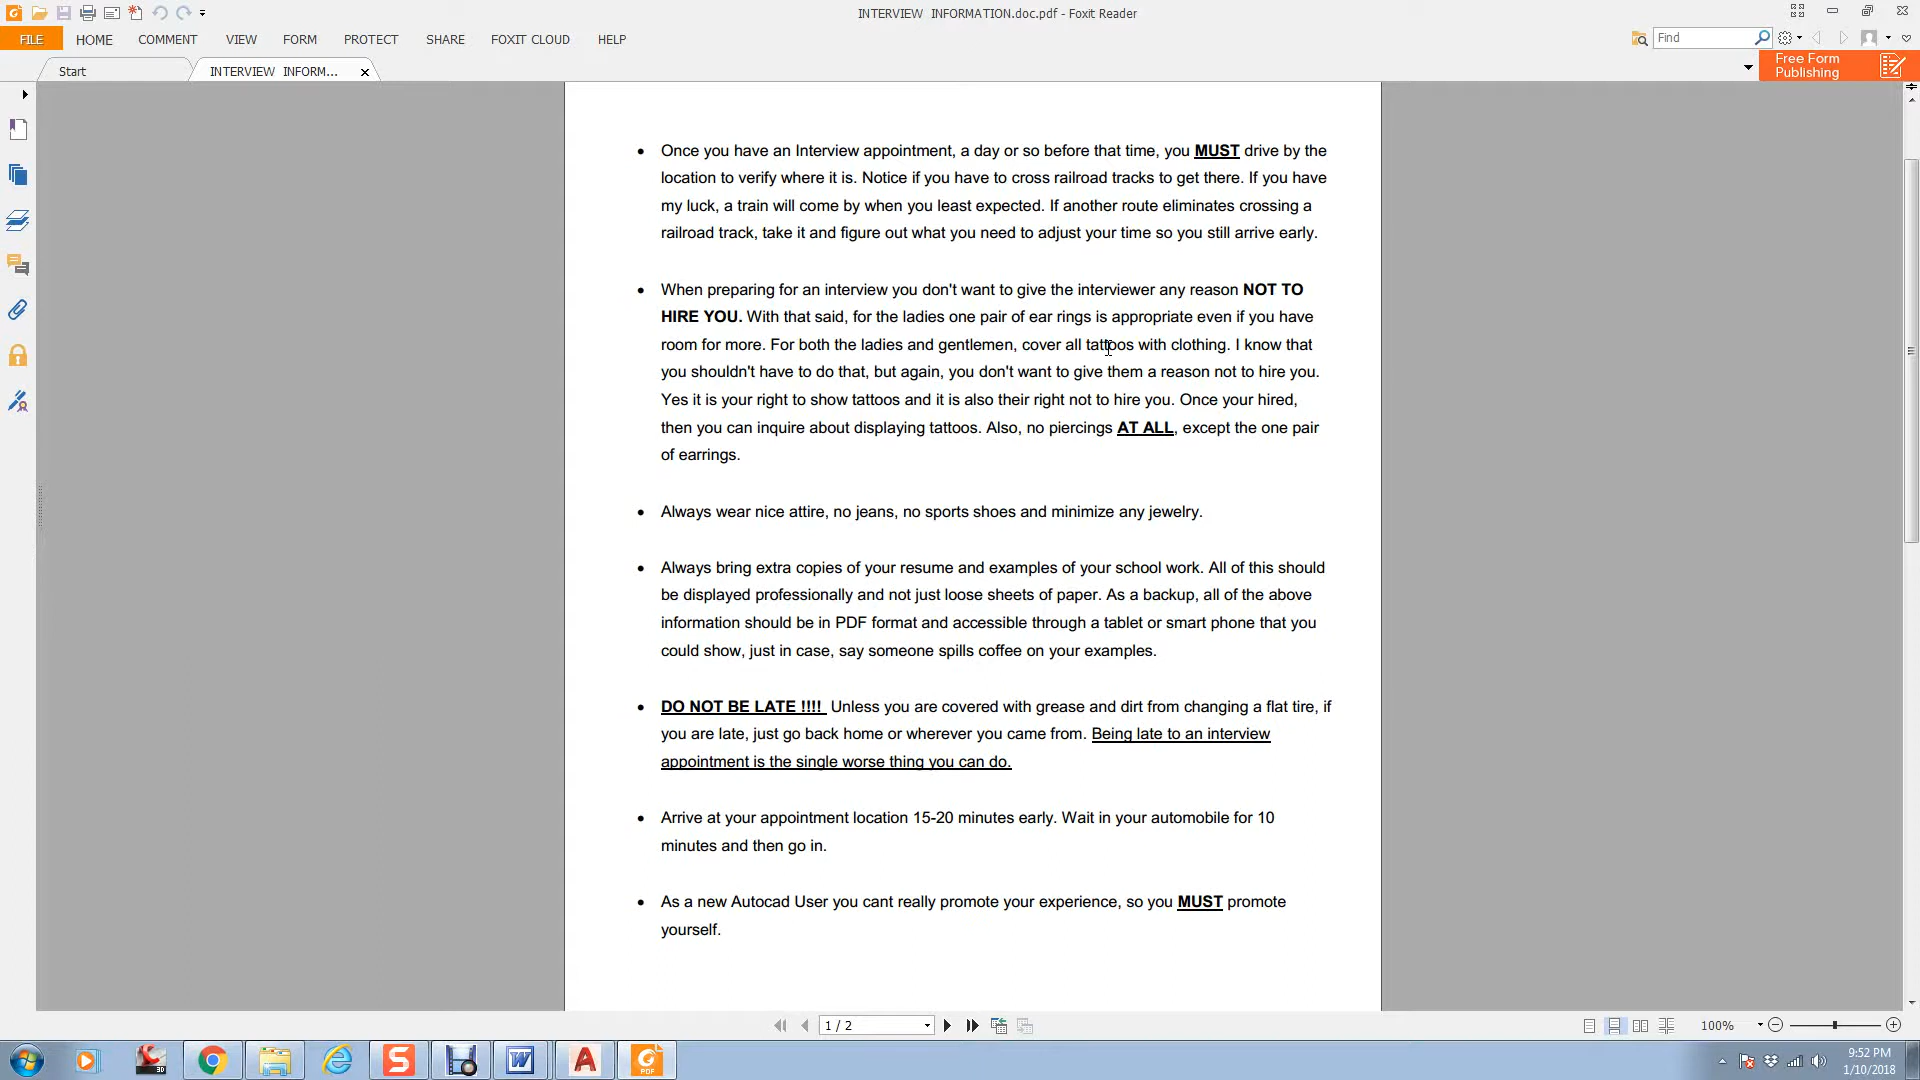 INTERVIEW INFORMATION.doc.pdf - Foxit Reader
FILE HOME COMMENT VIEW FORM PROTECT SHARE FOXIT CLOUD HELP
Find
Start
INTERVIEW INFORM...
Free Form
Publishing
• Once you have an Interview appointment, a day or so before that time, you MUST drive by the
location to verify where it is. Notice if you have to cross railroad tracks to get there. If you have
my luck, a train will come by when you least expected. If another route eliminates crossing a
railroad track, take it and figure out what you need to adjust your time so you still arrive early.
• When preparing for an interview you don't want to give the interviewer any reason NOT TO
HIRE YOU. With that said, for the ladies one pair of ear rings is appropriate even if you have
room for more. For both the ladies and gentlemen, cover all tattoos with clothing. I know that
you shouldn't have to do that, but again, you don't want to give them a reason not to hire you.
Yes it is your right to show tattoos and it is also their right not to hire you. Once your hired,
then you can inquire about displaying tattoos. Also, no piercings AT ALL, except the one pair
of earrings.
• Always wear nice attire, no jeans, no sports shoes and minimize any jewelry.
• Always bring extra copies of your resume and examples of your school work. All of this should
be displayed professionally and not just loose sheets of paper. As a backup, all of the above
information should be in PDF format and accessible through a tablet or smart phone that you
could show, just in case, say someone spills coffee on your examples.
• DO NOT BE LATE !!!! Unless you are covered with grease and dirt from changing a flat tire, if
you are late, just go back home or wherever you came from. Being late to an interview
appointment is the single worse thing you can do.
• Arrive at your appointment location 15-20 minutes early. Wait in your automobile for 10
minutes and then go in.
• As a new Autocad User you cant really promote your experience, so you MUST promote
yourself.
1 / 2
100%
9:52 PM
1/10/2018